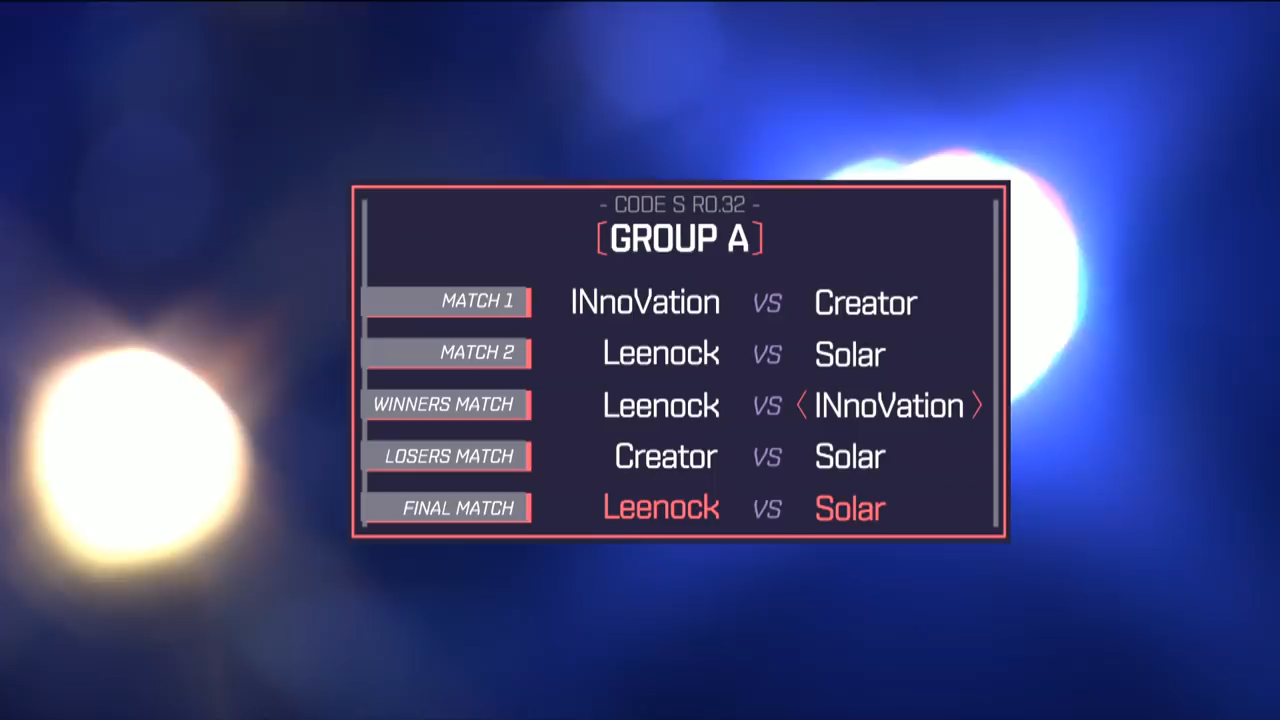 - CODE S RO.32 -
[GROUP A]
MATCH 1 INnoVation VS Creator
MATCH 2 Leenock VS Solar
WINNERS MATCH Leenock VS < INnoVation >
LOSERS MATCH Creator VS Solar
FINAL MATCH Leenock VS Solar